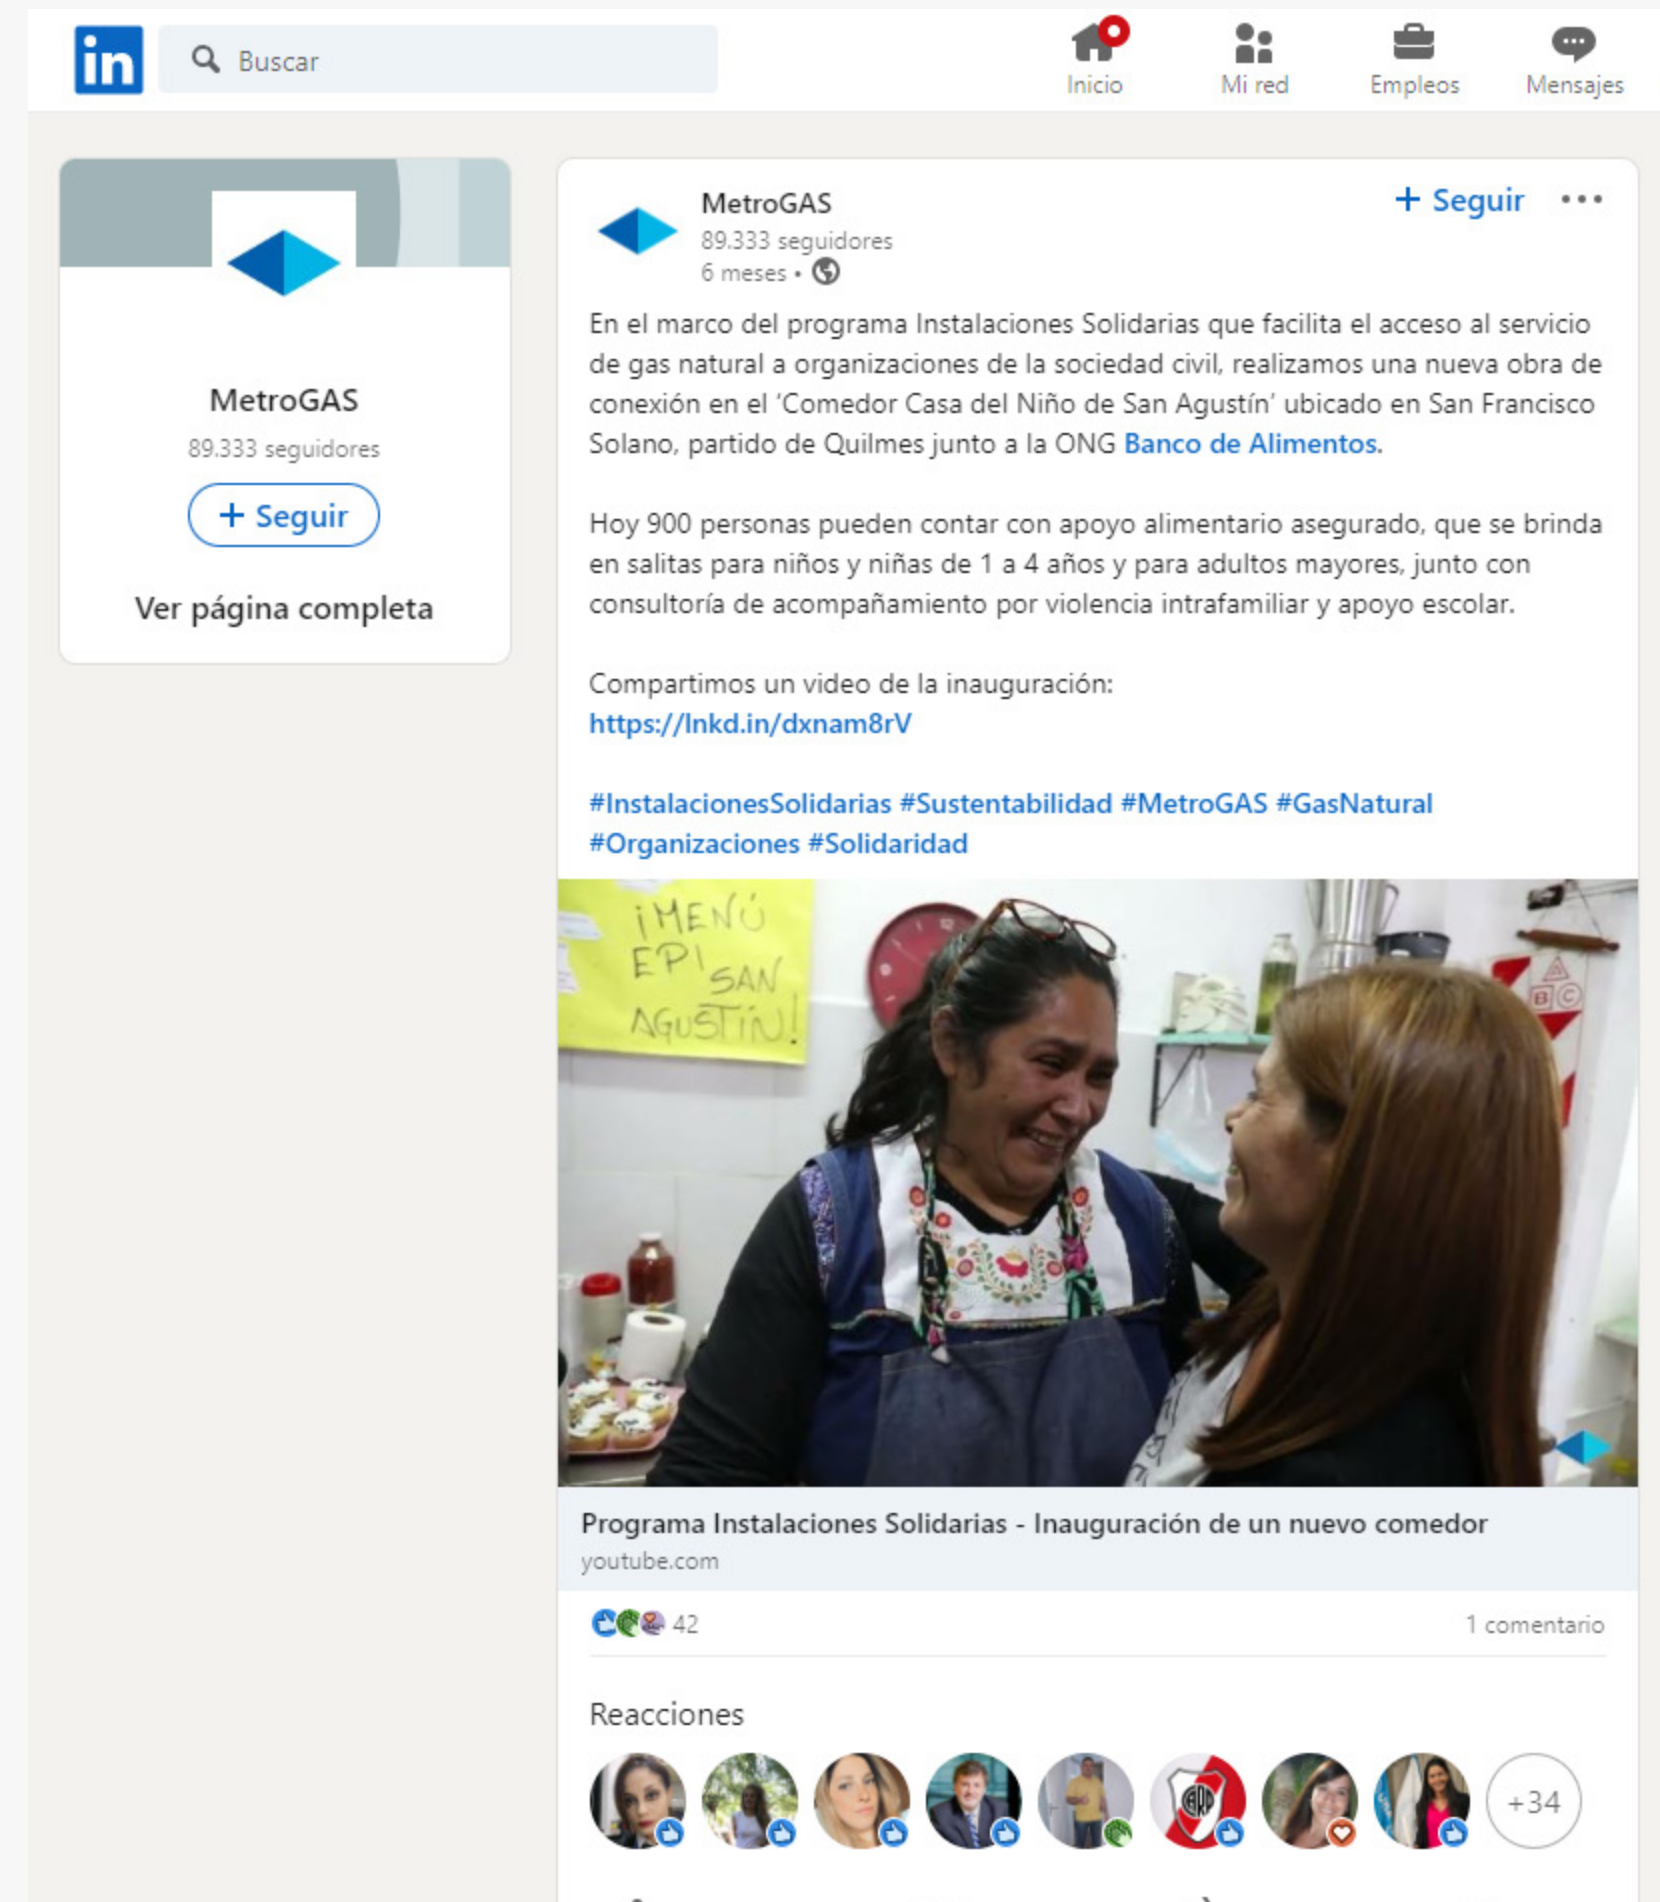 in
Buscar
Inicio
Mi red
Empleos
Mensajes
MetroGAS
89.333 seguidores
+ Seguir
Ver página completa
MetroGAS
89.333 seguidores
6 meses •
+ Seguir
En el marco del programa Instalaciones Solidarias que facilita el acceso al servicio
de gas natural a organizaciones de la sociedad civil, realizamos una nueva obra de
conexión en el ‘Comedor Casa del Niño de San Agustín’ ubicado en San Francisco
Solano, partido de Quilmes junto a la ONG Banco de Alimentos.
Hoy 900 personas pueden contar con apoyo alimentario asegurado, que se brinda
en salitas para niños y niñas de 1 a 4 años y para adultos mayores, junto con
consultoría de acompañamiento por violencia intrafamiliar y apoyo escolar.
Compartimos un video de la inauguración:
https://lnkd.in/dxnam8rV
#InstalacionesSolidarias #Sustentabilidad #MetroGAS #GasNatural
#Organizaciones #Solidaridad
¡MENÚ
EPI SAN
AGUSTÍN!
A
B C
Programa Instalaciones Solidarias - Inauguración de un nuevo comedor
youtube.com
42
1 comentario
Reacciones
CARP
+34